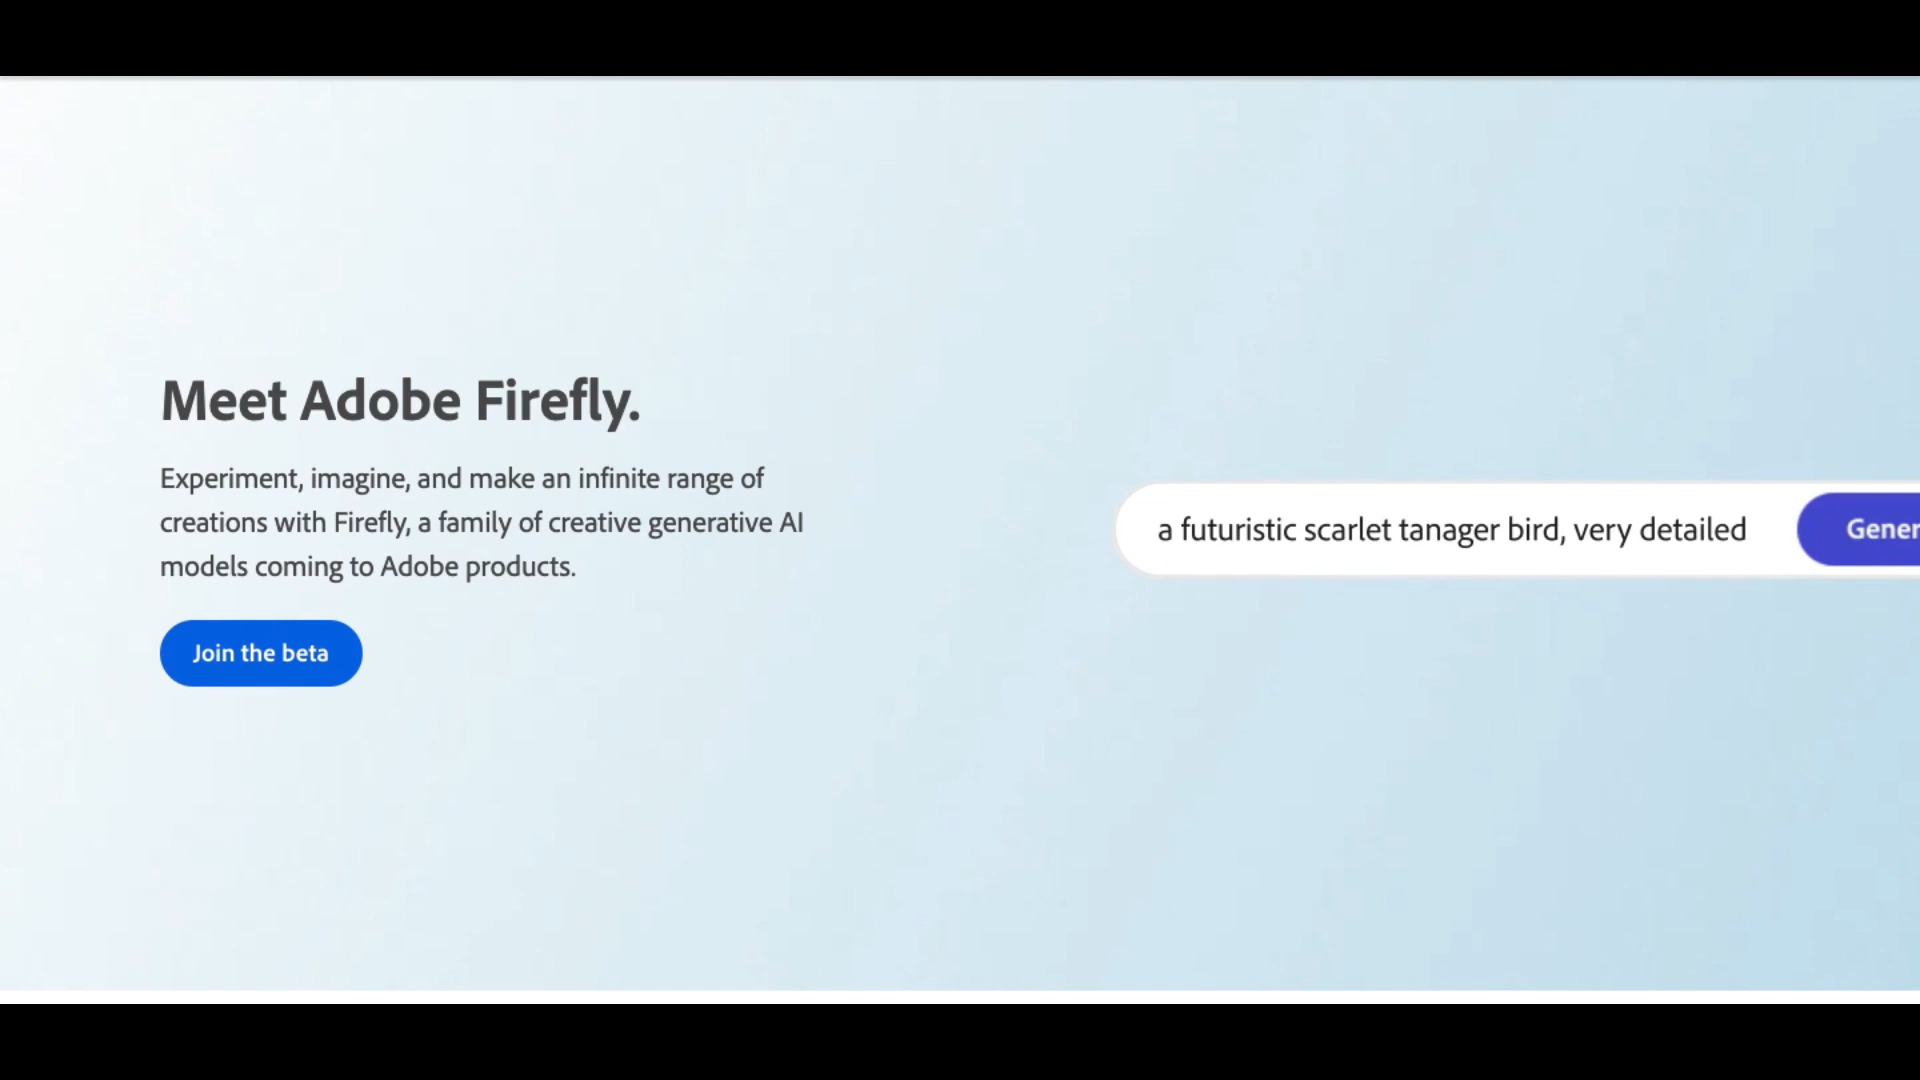 Meet Adobe Firefly.
Experiment, imagine, and make an infinite range of
creations with Firefly, a family of creative generative AI
models coming to Adobe products.
Join the beta
a futuristic scarlet tanager bird, very detailed
Gener